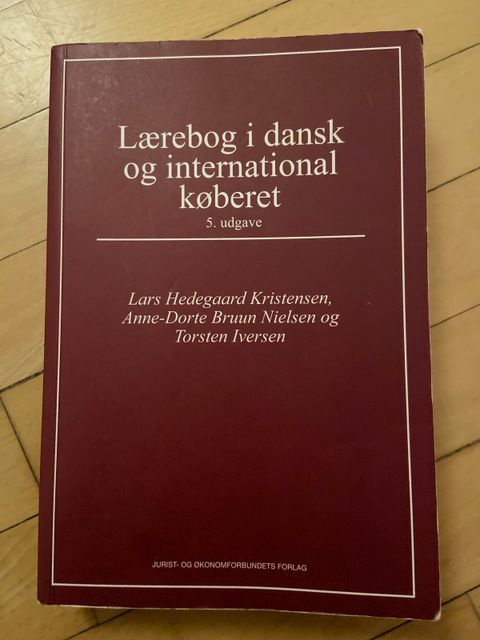 Lærebog i dansk
og international
køberet
5. udgave
Lars Hedegaard Kristensen,
Anne-Dorte Bruun Nielsen og
Torsten Iversen
JURIST- OG ØKONOMFORBUNDETS FORLAG